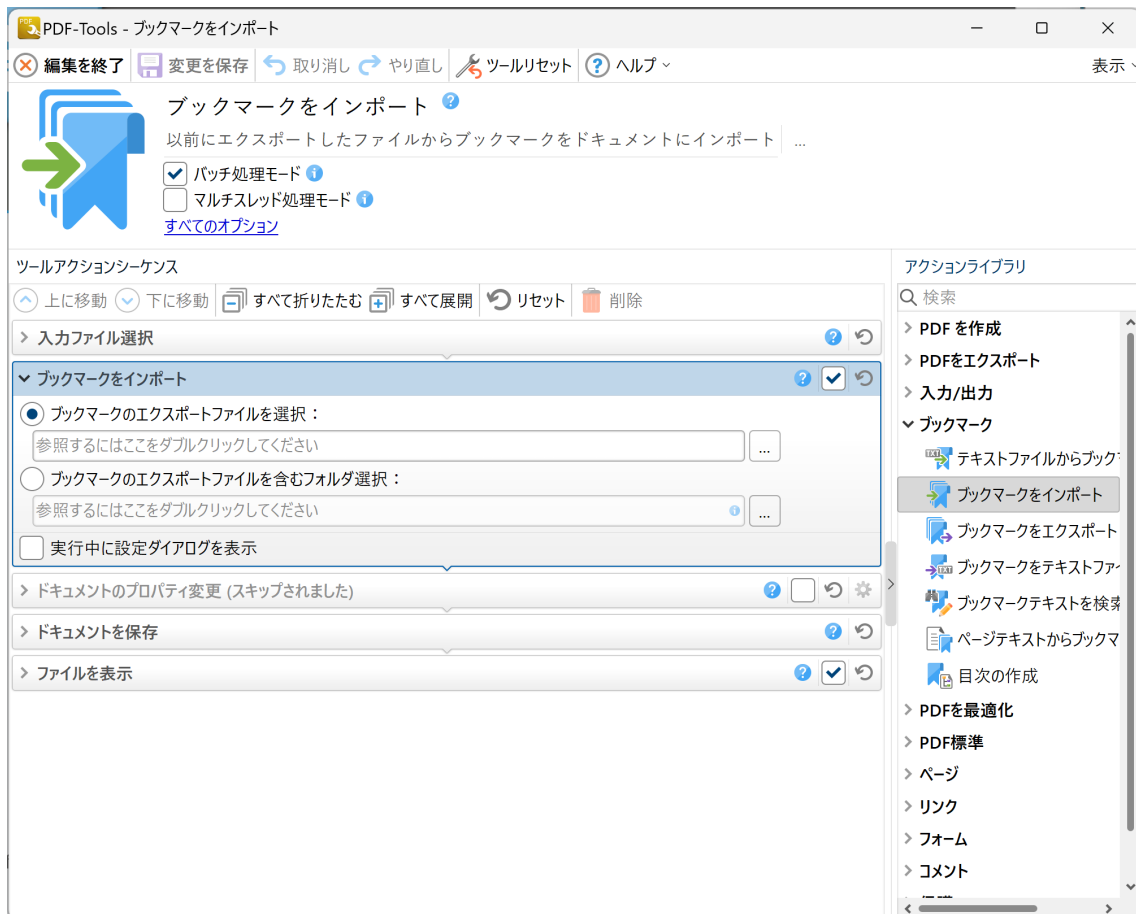 PDF-Tools - ブックマークをインポート
編集を終了 変更を保存 取り消し やり直し ツールリセット ヘルプ 表示
ブックマークをインポート
以前にエクスポートしたファイルからブックマークをドキュメントにインポート ...
バッチ処理モード
マルチスレッド処理モード
すべてのオプション
ツールアクションシーケンス
上に移動 下に移動 すべて折りたたむ すべて展開 リセット 削除
入力ファイル選択
ブックマークをインポート
ブックマークのエクスポートファイルを選択：
参照するにはここをダブルクリックしてください ...
ブックマークのエクスポートファイルを含むフォルダ選択：
参照するにはここをダブルクリックしてください ...
実行中に設定ダイアログを表示
ドキュメントのプロパティ変更 (スキップされました)
ドキュメントを保存
ファイルを表示
アクションライブラリ
検索
PDF を作成
PDFをエクスポート
入力/出力
ブックマーク
テキストファイルからブック
ブックマークをインポート
ブックマークをエクスポート
ブックマークをテキストファ
ブックマークテキストを検索
ページテキストからブックマ
目次の作成
PDFを最適化
PDF標準
ページ
リンク
フォーム
コメント